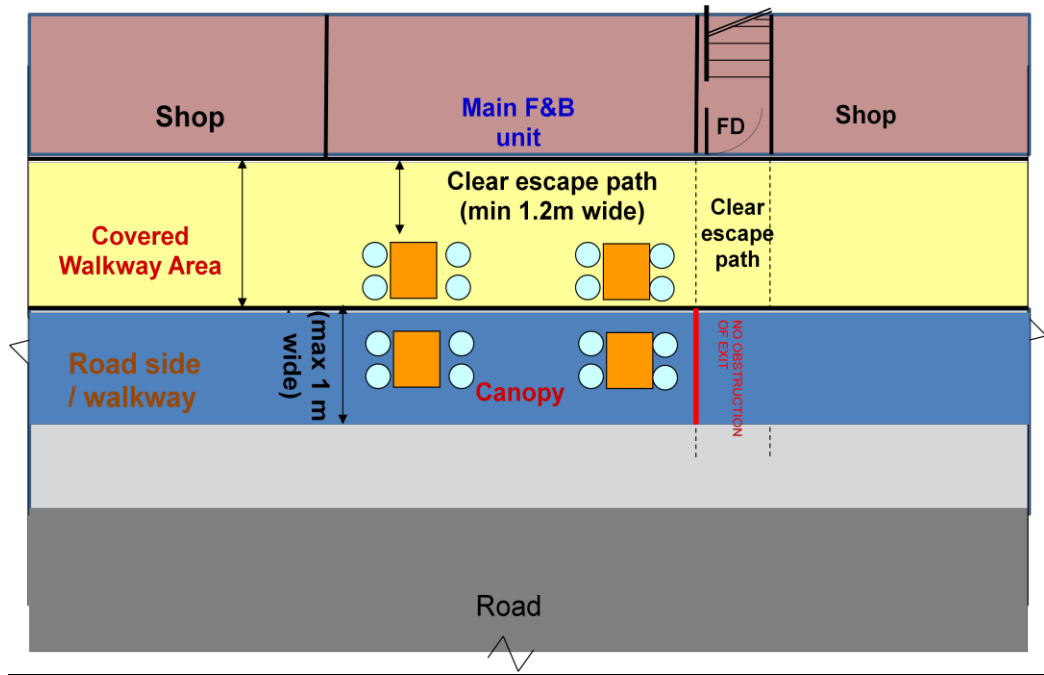 Shop
Main F&B
unit
FD
Shop
Clear escape path
(min 1.2m wide)
Clear
escape
path
Covered
Walkway Area
(max 1 m
wide)
Road side
/ walkway
Canopy
NO OBSTRUCTION
OF EXIT
Road